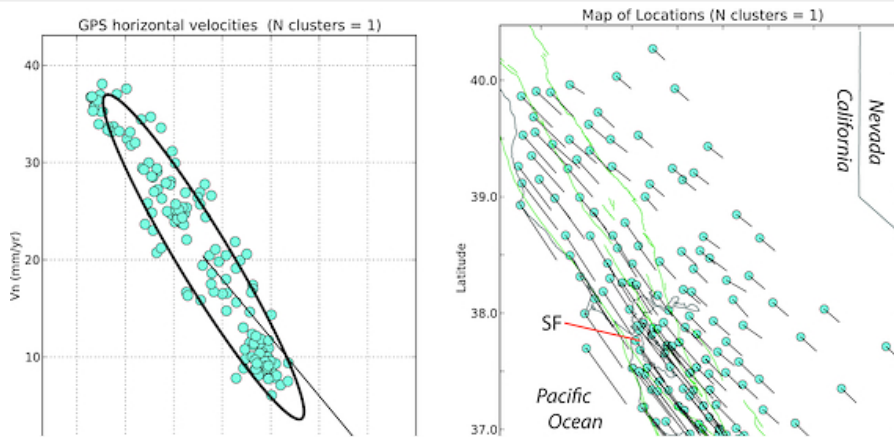 GPS horizontal velocities (N clusters = 1)
40
30
20
10
Vn (mm/yr)
Map of Locations (N clusters = 1)
40.0
39.0
38.0
37.0
Latitude
California
Nevada
SF
Pacific
Ocean